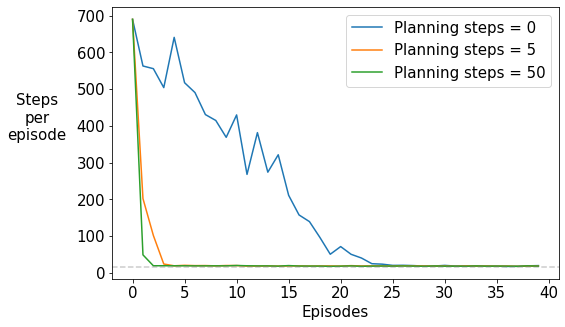 Steps
per
episode
700
600
500
400
300
200
100
0
Planning steps = 0
Planning steps = 5
Planning steps = 50
0 5 10 15 20 25 30 35 40
Episodes